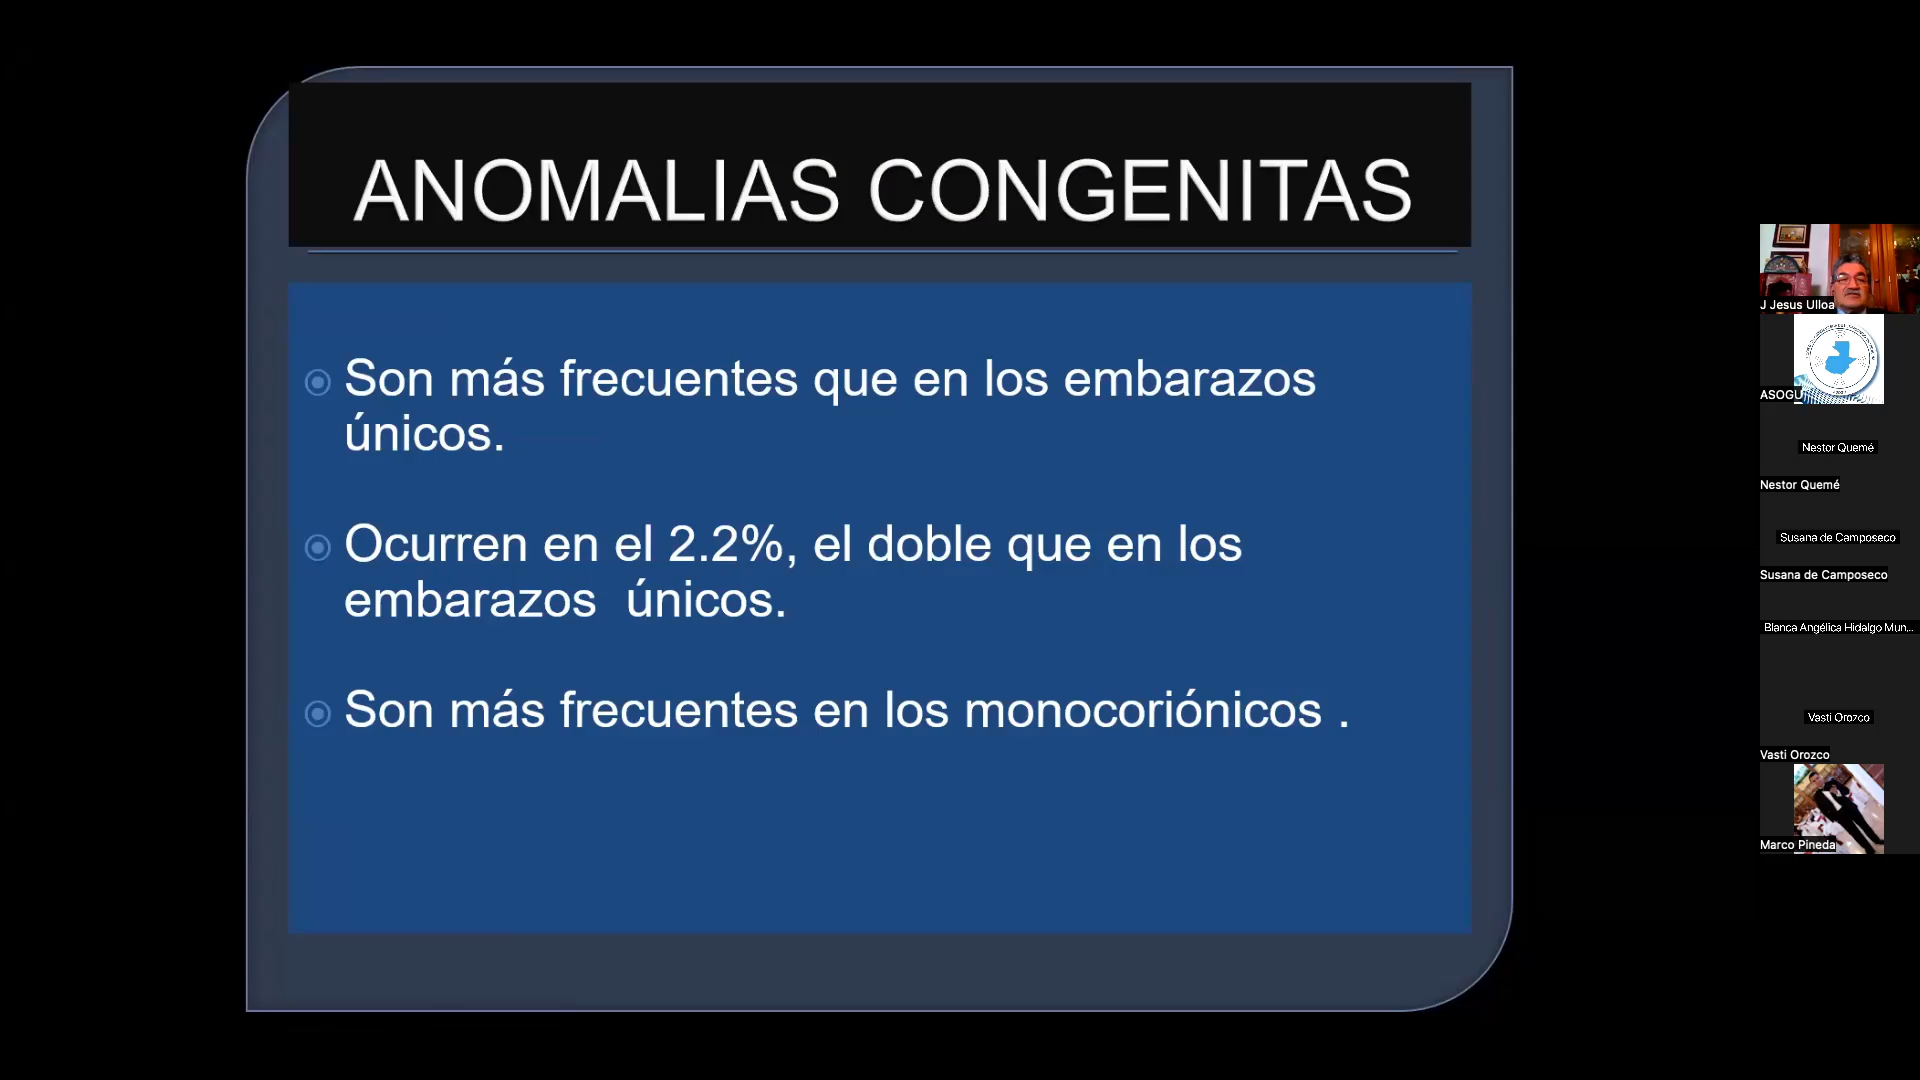 ANOMALIAS CONGENITAS
Son más frecuentes que en los embarazos
únicos.
Ocurren en el 2.2%, el doble que en los
embarazos  únicos.
Son más frecuentes en los monocoriónicos .
J Jesus Ulloa
ASOGU
Nestor Quemé
Nestor Quemé
Susana de Camposeco
Susana de Camposeco
Blanca Angélica Hidalgo Mun...
Vasti Orozco
Vasti Orozco
Marco Pineda